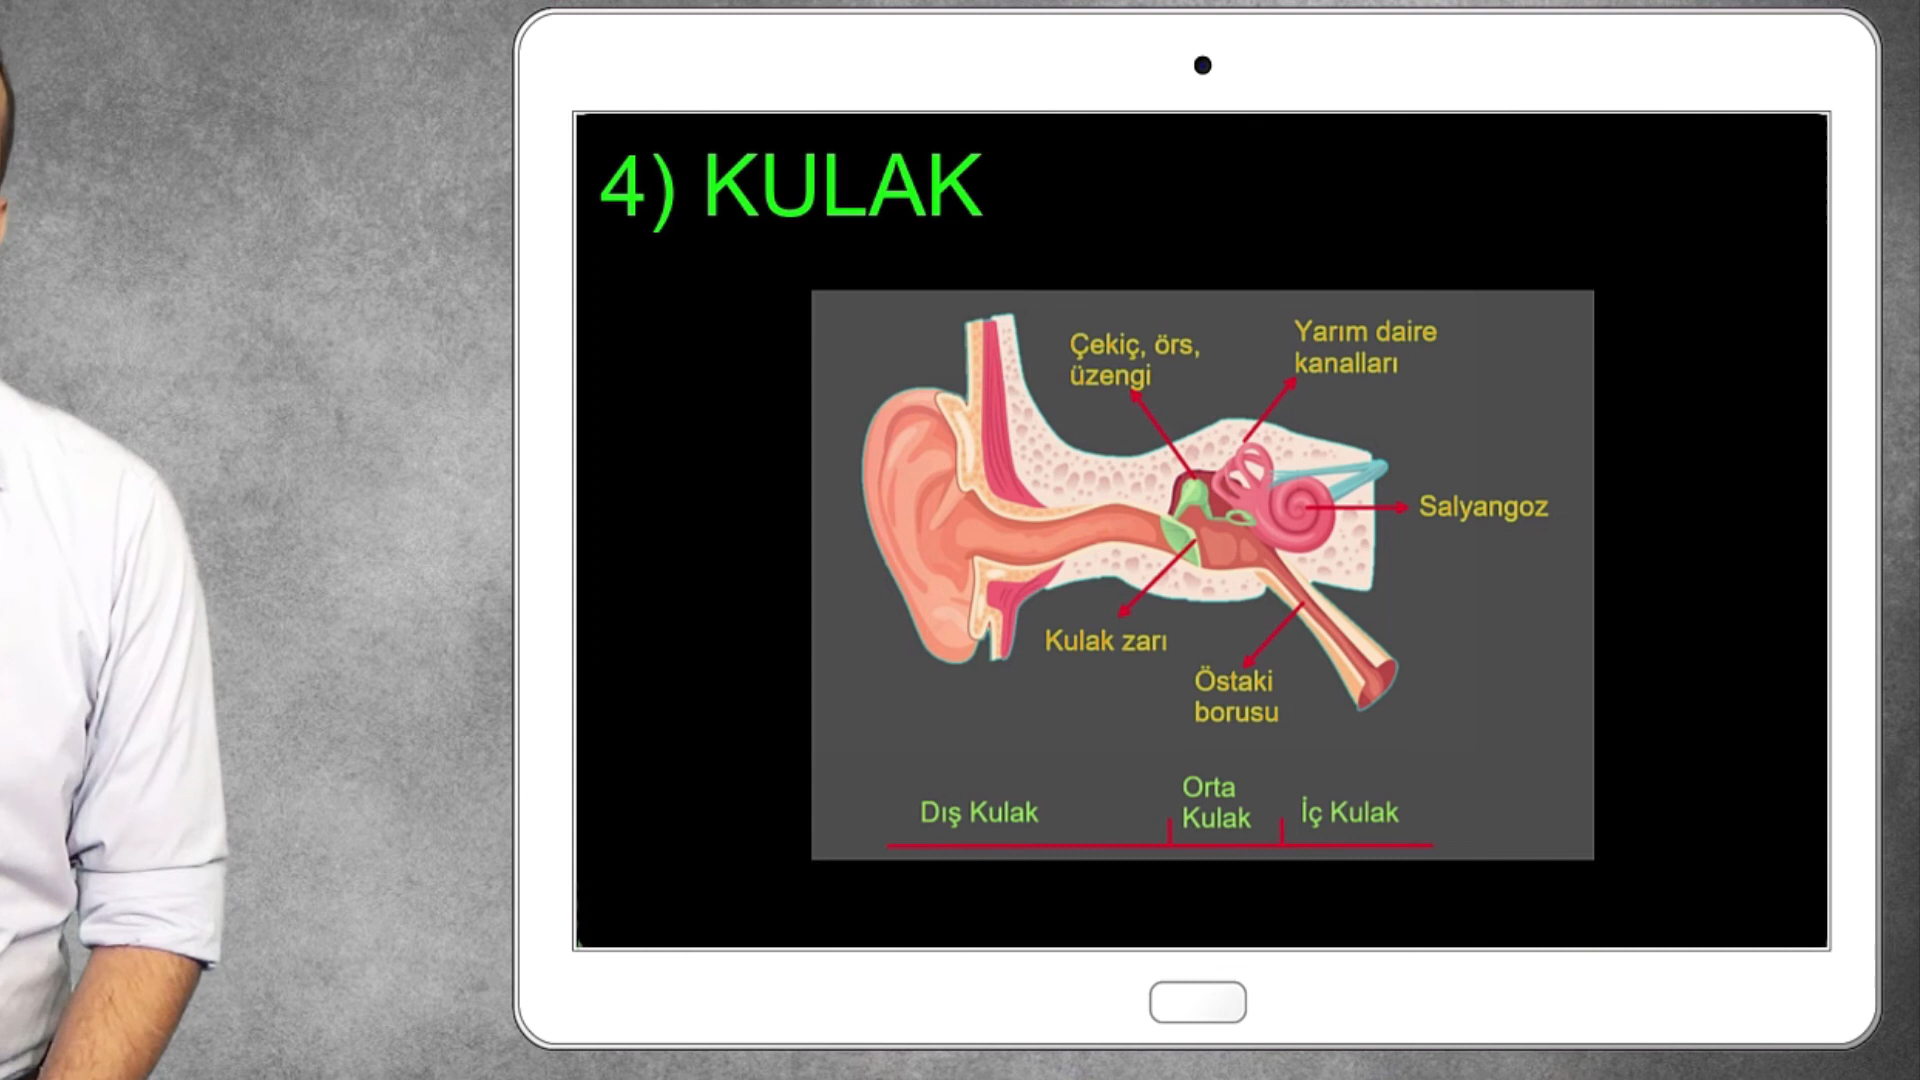 4) KULAK
Çekiç, örs,
üzengi
Yarım daire
kanalları
Salyangoz
Kulak zarı
Östaki
borusu
Dış Kulak
Orta
Kulak
İç Kulak